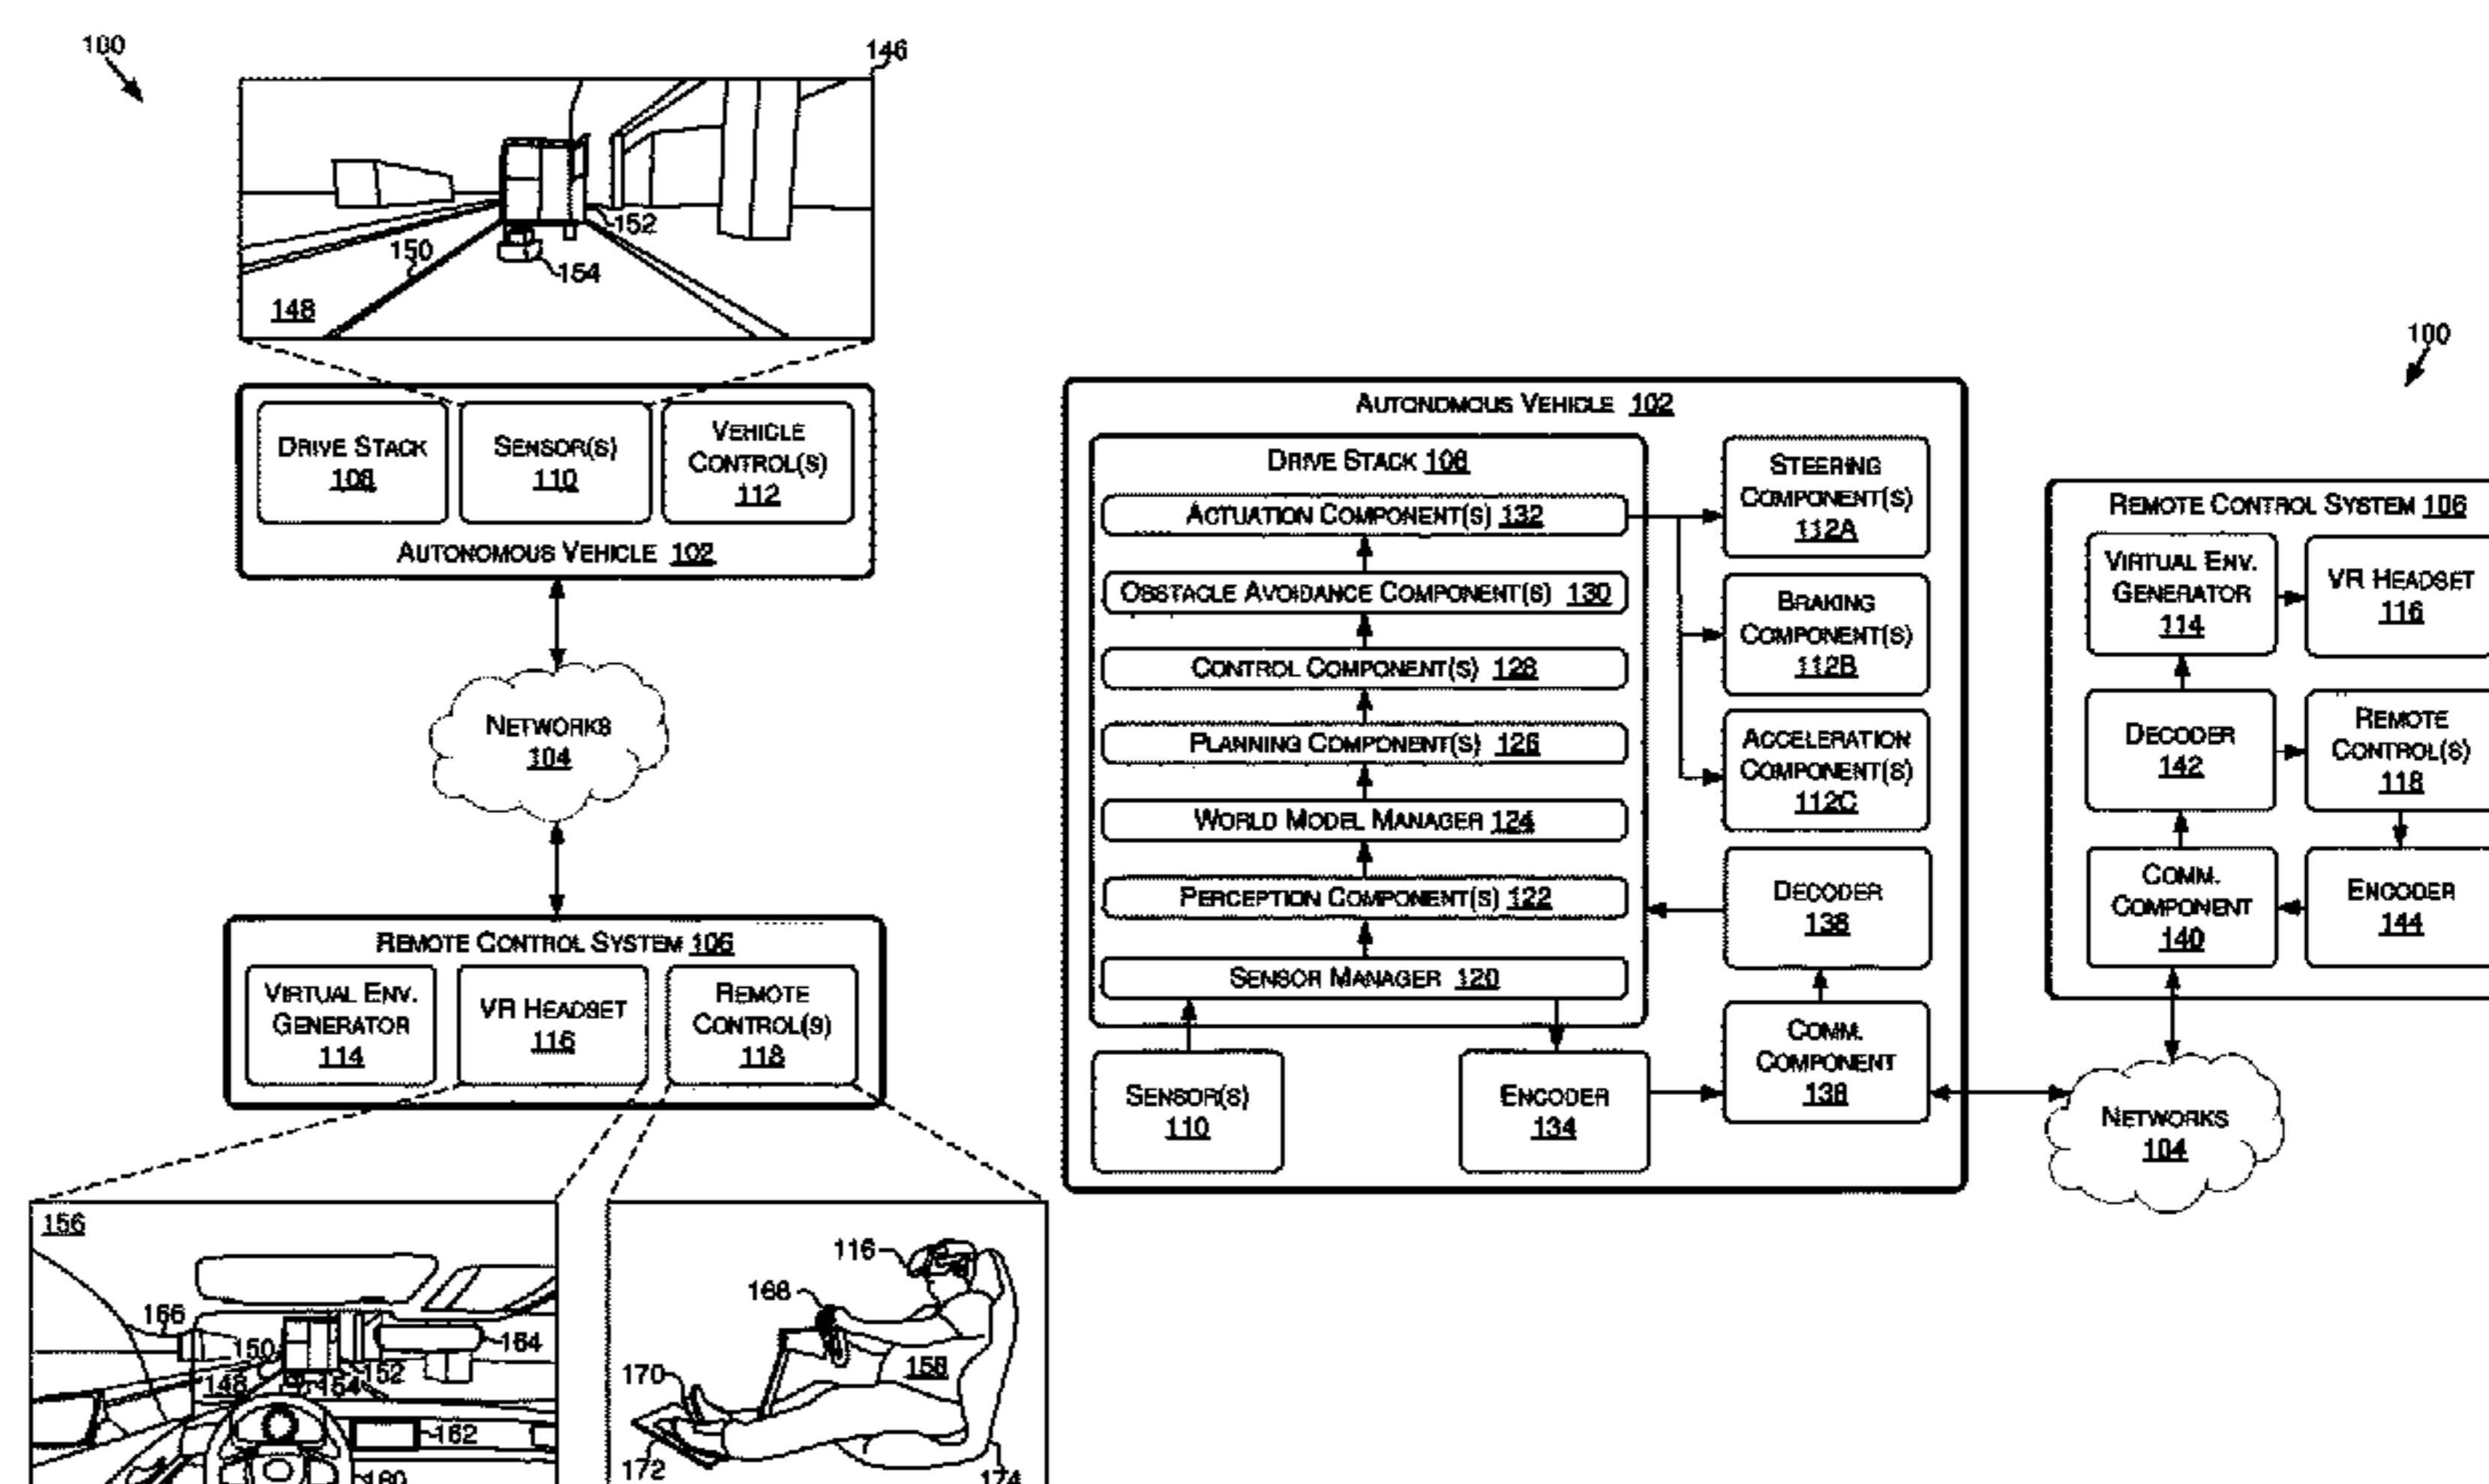 100
146
152
150
154
148
DRIVE STACK
108
SENSOR(S)
110
VEHICLE
CONTROL(S)
112
AUTONOMOUS VEHICLE 102
NETWORKS
104
REMOTE CONTROL SYSTEM 106
VIRTUAL ENV.
GENERATOR
114
VR HEADSET
116
REMOTE
CONTROL(S)
118
156
166
150
164
152
148
154
162
160
116
168
158
170
172
174
100
AUTONOMOUS VEHICLE 102
DRIVE STACK 108
ACTUATION COMPONENT(S) 132
OBSTACLE AVOIDANCE COMPONENT(S) 130
CONTROL COMPONENT(S) 128
PLANNING COMPONENT(S) 126
WORLD MODEL MANAGER 124
PERCEPTION COMPONENT(S) 122
SENSOR MANAGER 120
SENSOR(S)
110
ENCODER
134
STEERING
COMPONENT(S)
112A
BRAKING
COMPONENT(S)
112B
ACCELERATION
COMPONENT(S)
112C
DECODER
138
COMM.
COMPONENT
136
REMOTE CONTROL SYSTEM 106
VIRTUAL ENV.
GENERATOR
114
VR HEADSET
116
DECODER
142
REMOTE
CONTROL(S)
118
COMM.
COMPONENT
140
ENCODER
144
NETWORKS
104